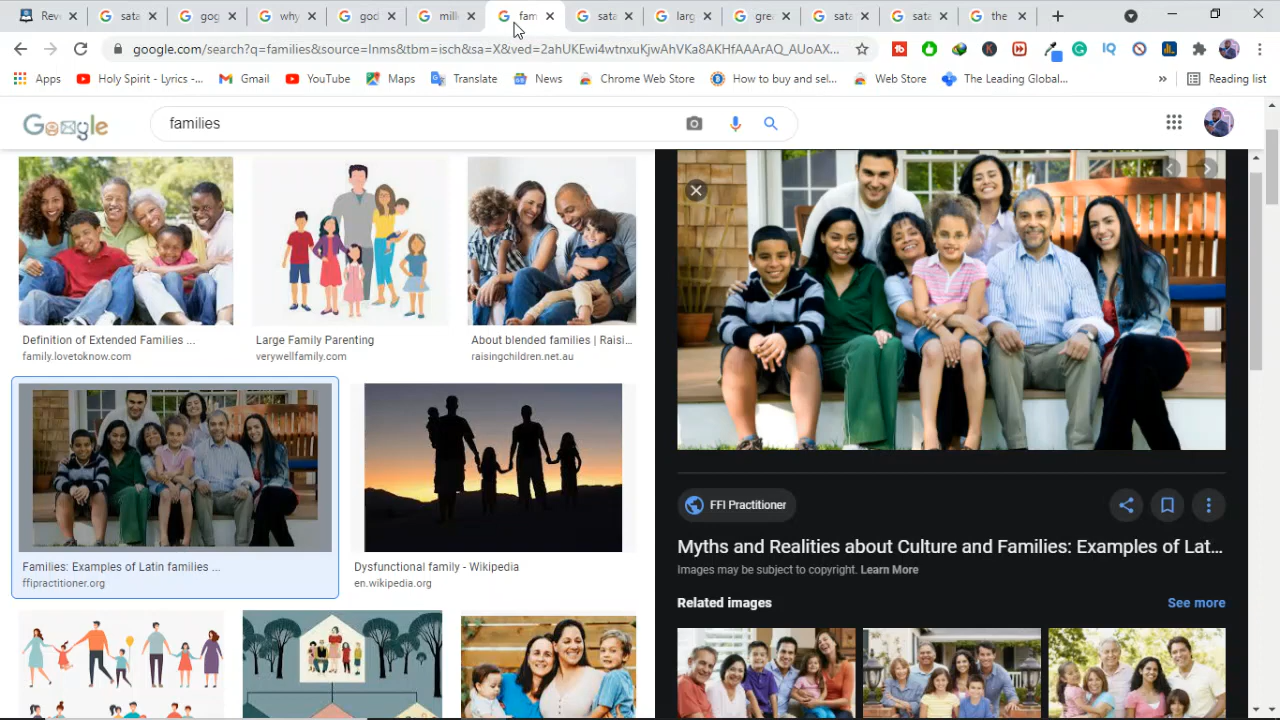 Reve
sata
gog
why
god
milk
fam
sata
larg
grea
sata
sata
the
google.com/search?q=families&source=lnms&tbm=isch&sa=X&ved=2ahUKEwi4wtnxuKjwAhVKa8AKHfAAArAQ_AUoAX...
Apps
Holy Spirit - Lyrics -...
Gmail
YouTube
Maps
Translate
News
Chrome Web Store
How to buy and sel...
Web Store
The Leading Global...
»
Reading list
Google
families
Definition of Extended Families ...
family.lovetoknow.com
Large Family Parenting
verywellfamily.com
About blended families | Raisi...
raisingchildren.net.au
Families: Examples of Latin families ...
ffipractitioner.org
Dysfunctional family - Wikipedia
en.wikipedia.org
FFI Practitioner
Myths and Realities about Culture and Families: Examples of Lat...
Images may be subject to copyright. Learn More
Related images
See more